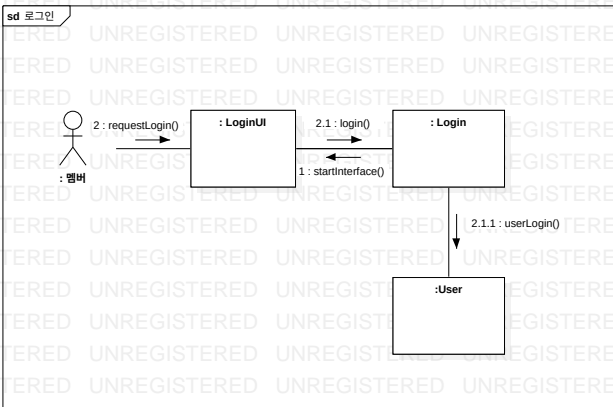 sd 로그인
UNREGISTERED
2 : requestLogin()
: 멤버
: LoginUI
2.1 : login()
1 : startInterface()
: Login
2.1.1 : userLogin()
:User